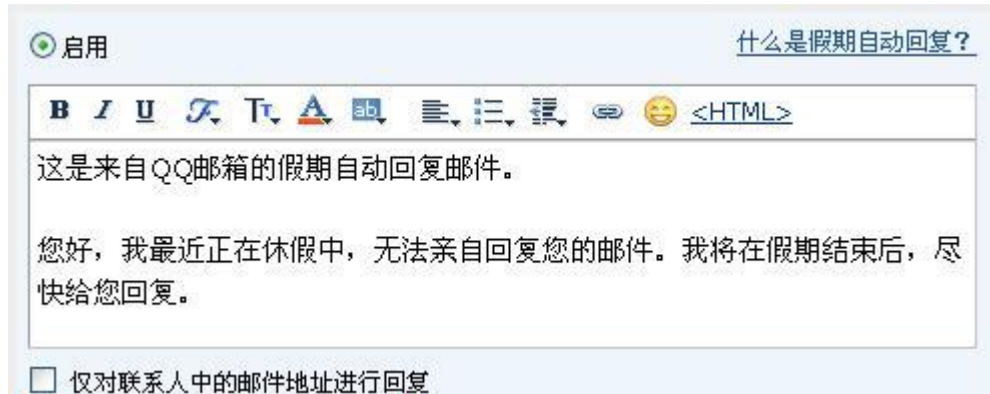 启用 什么是假期自动回复?
B I U <HTML>
这是来自QQ邮箱的假期自动回复邮件。
您好，我最近正在休假中，无法亲自回复您的邮件。我将在假期结束后，尽
快给您回复。
仅对联系人中的邮件地址进行回复